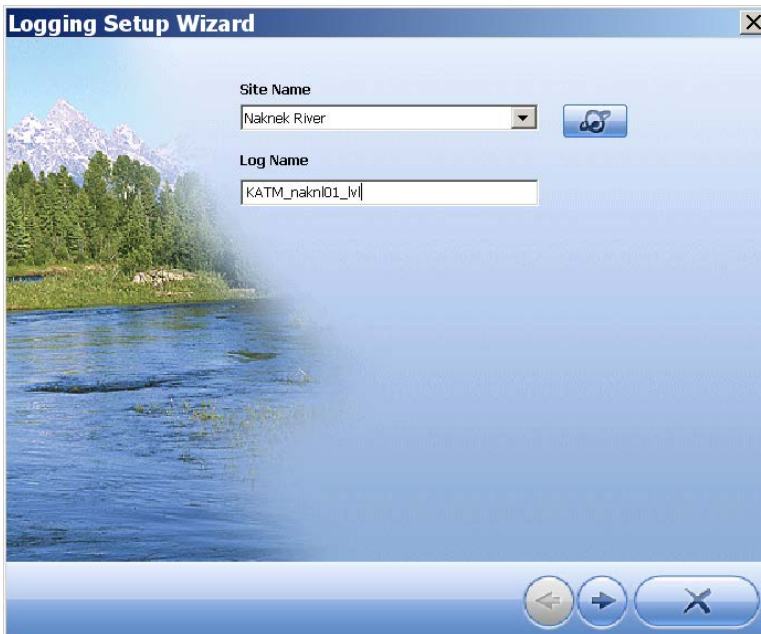 Logging Setup Wizard
Site Name
Naknek River
Log Name
KATM_naknl01_lvl